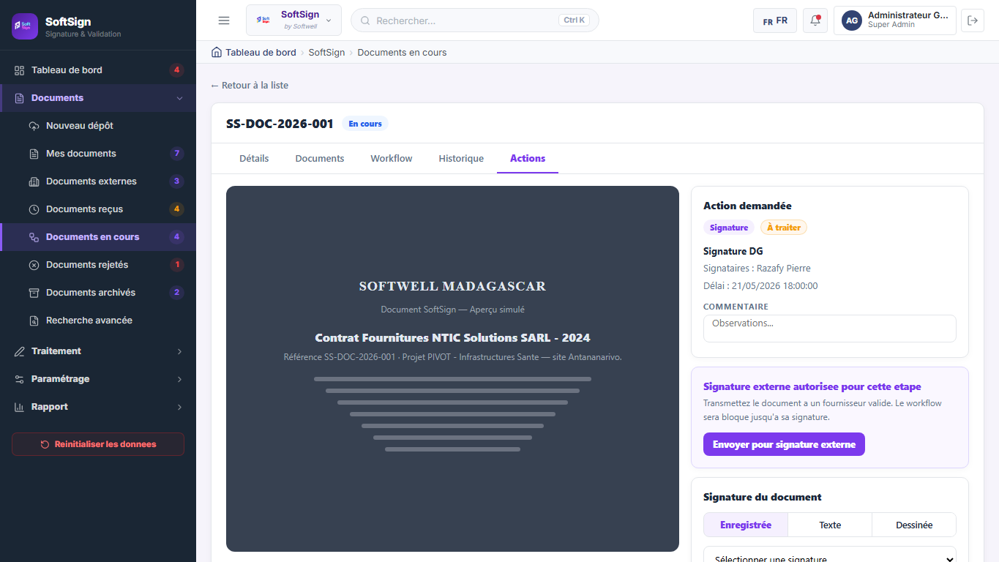 SoftSign
Signature & Validation
Tableau de bord 4
Documents
Nouveau dépôt
Mes documents 7
Documents externes 3
Documents reçus 4
Documents en cours 4
Documents rejetés 1
Documents archivés 2
Recherche avancée
Traitement
Paramétrage
Rapport
Reinitialiser les donnees
Soft Sign
SoftSign
by Softwell
Rechercher...
Ctrl K
FR FR
AG
Administrateur G...
Super Admin
Tableau de bord › SoftSign › Documents en cours
← Retour à la liste
SS-DOC-2026-001 En cours
Détails Documents Workflow Historique Actions
SOFTWELL MADAGASCAR
Document SoftSign — Aperçu simulé
Contrat Fournitures NTIC Solutions SARL - 2024
Référence SS-DOC-2026-001 · Projet PIVOT - Infrastructures Sante — site Antananarivo.
Action demandée
Signature À traiter
Signature DG
Signataires : Razafy Pierre
Délai : 21/05/2026 18:00:00
COMMENTAIRE
Observations...
Signature externe autorisee pour cette etape
Transmettez le document a un fournisseur valide. Le workflow
sera bloque jusqu'a sa signature.
Envoyer pour signature externe
Signature du document
Enregistrée Texte Dessinée
Sélectionner une signature